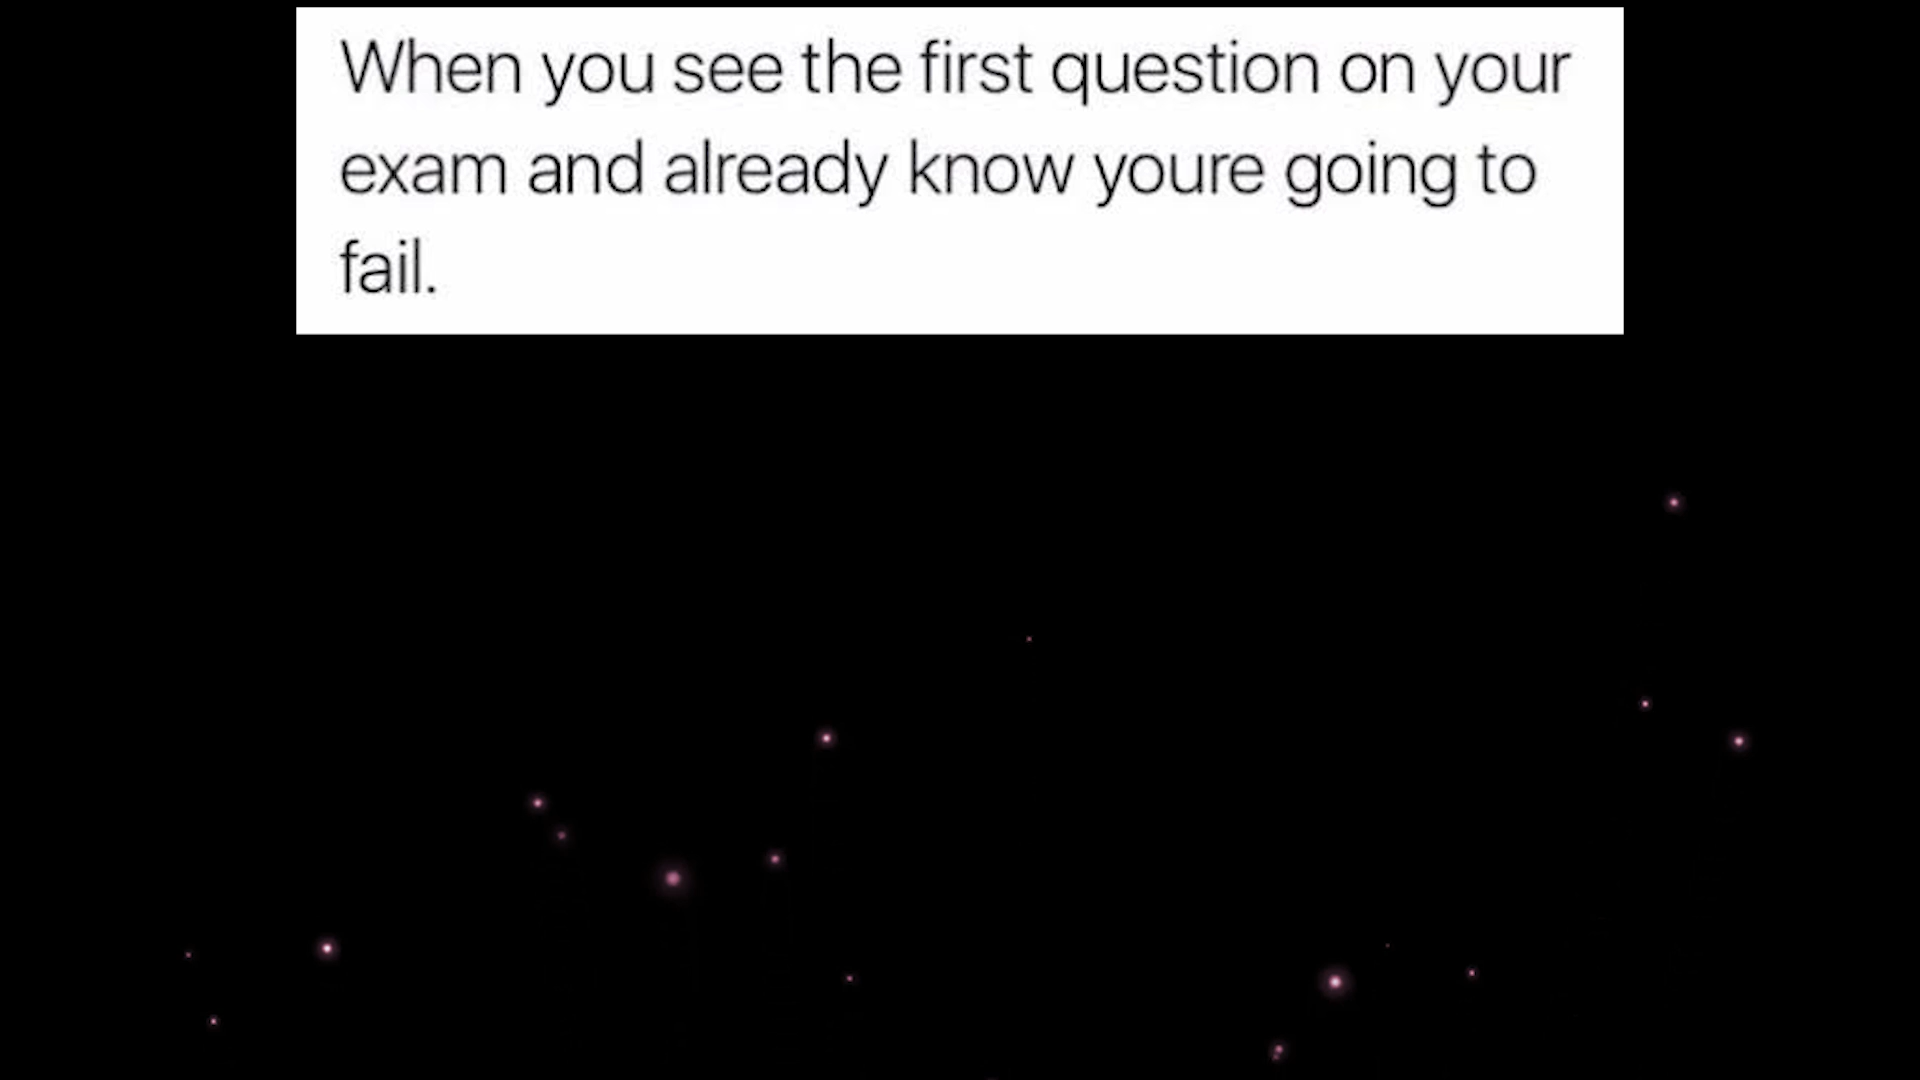 When you see the first question on your
exam and already know youre going to
fail.